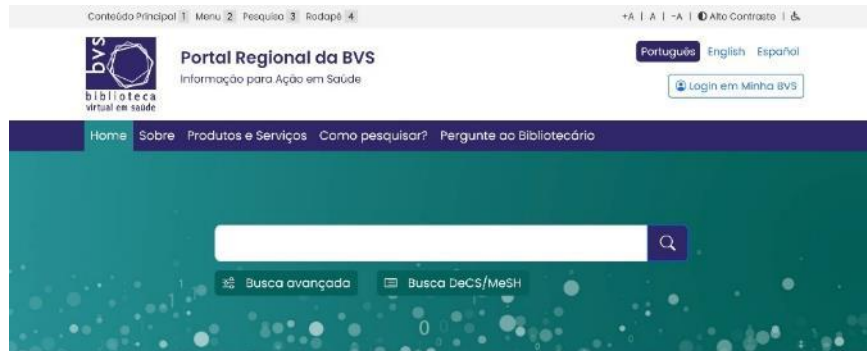 Conteúdo Principal 1 Menu 2 Pesquisa 3 Rodapé 4
+A | A | -A | Alto Contraste |
bvs
biblioteca
virtual em saúde
Portal Regional da BVS
Informação para Ação em Saúde
Português English Español
Login em Minha BVS
Home Sobre Produtos e Serviços Como pesquisar? Pergunte ao Bibliotecário
Busca avançada Busca DeCS/MeSH